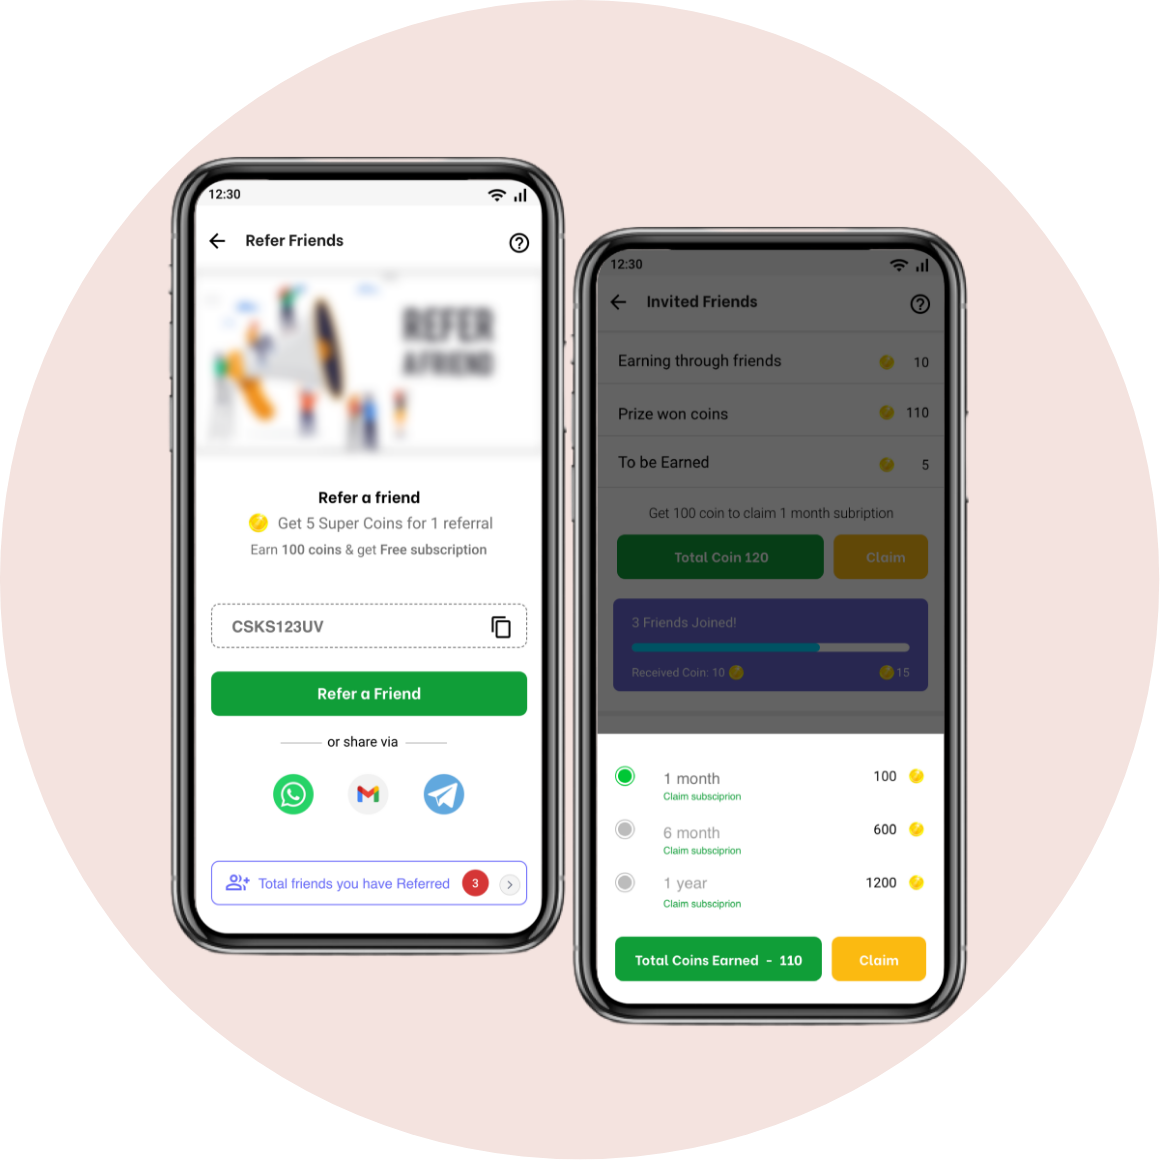 12:30
Refer Friends
REFER
A FRIEND
Refer a friend
Get 5 Super Coins for 1 referral
Earn 100 coins & get Free subscription
CSKS123UV
Refer a Friend
or share via
Total friends you have Referred 3
12:30
Invited Friends
Earning through friends 10
Prize won coins 110
To be Earned 5
Get 100 coin to claim 1 month subription
Total Coin 120 Claim
3 Friends Joined!
Received Coin: 10 15
1 month 100
Claim subsciprion
6 month 600
Claim subsciprion
1 year 1200
Claim subsciprion
Total Coins Earned - 110 Claim